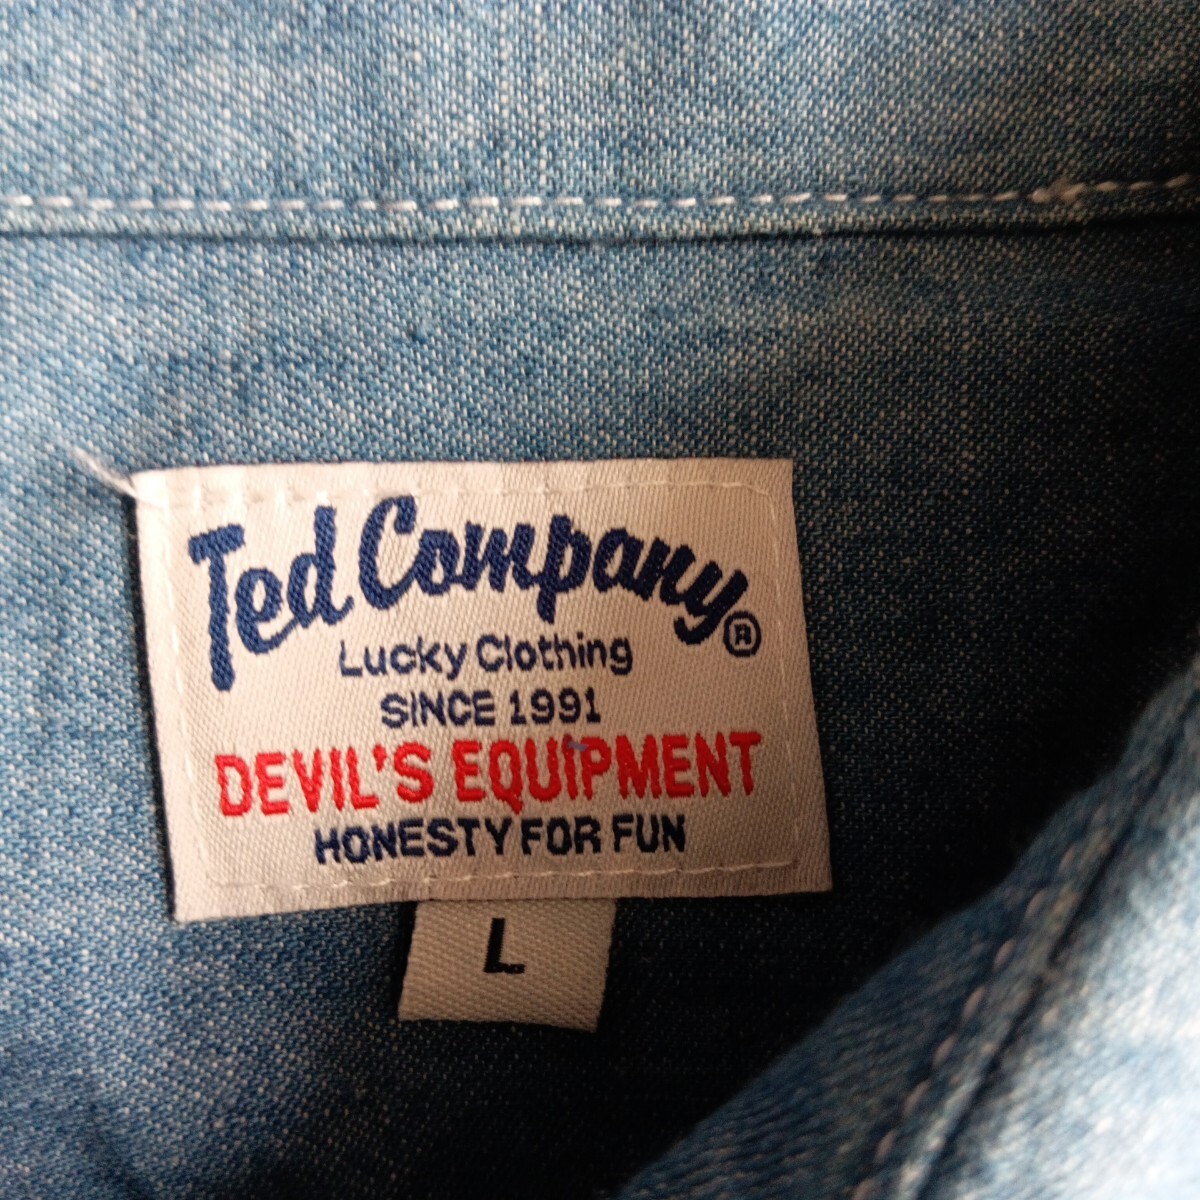 Ted Company®
Lucky Clothing
SINCE 1991
DEVIL'S EQUIPMENT
HONESTY FOR FUN
L